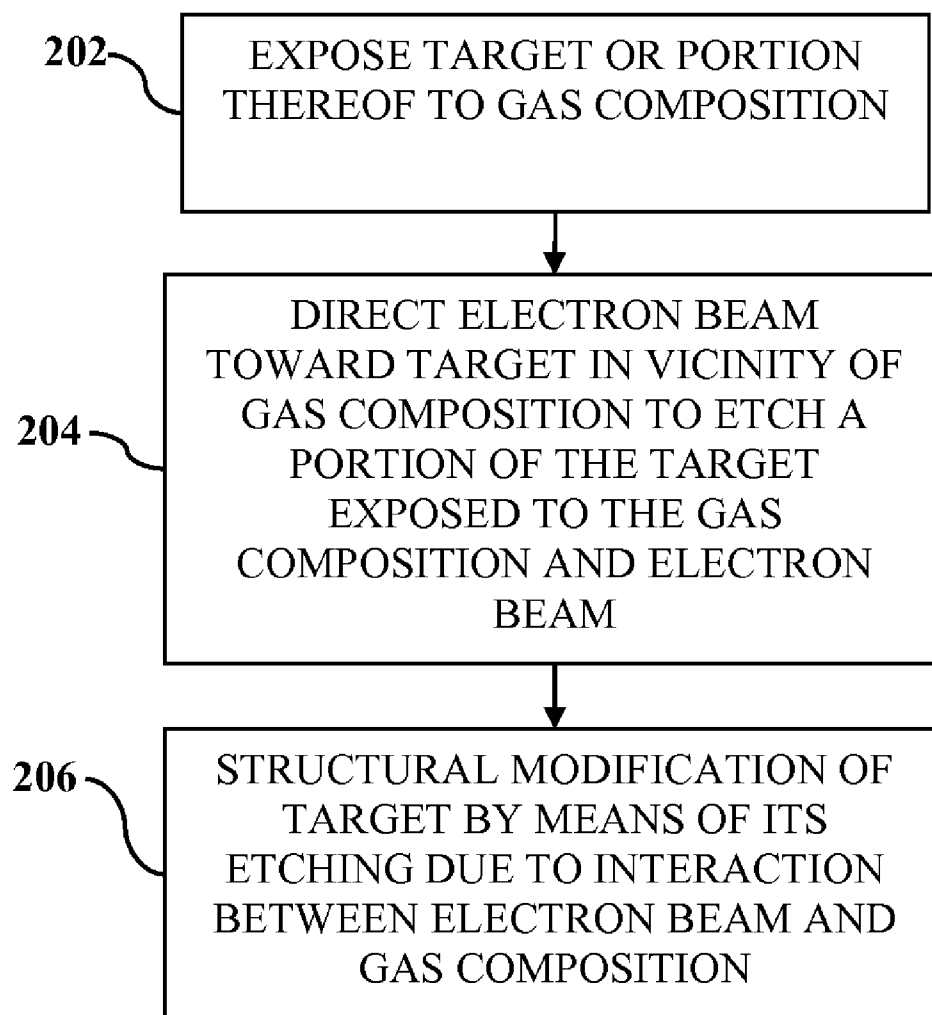 202
EXPOSE TARGET OR PORTION
THEREOF TO GAS COMPOSITION
204
DIRECT ELECTRON BEAM
TOWARD TARGET IN VICINITY OF
GAS COMPOSITION TO ETCH A
PORTION OF THE TARGET
EXPOSED TO THE GAS
COMPOSITION AND ELECTRON
BEAM
206
STRUCTURAL MODIFICATION OF
TARGET BY MEANS OF ITS
ETCHING DUE TO INTERACTION
BETWEEN ELECTRON BEAM AND
GAS COMPOSITION